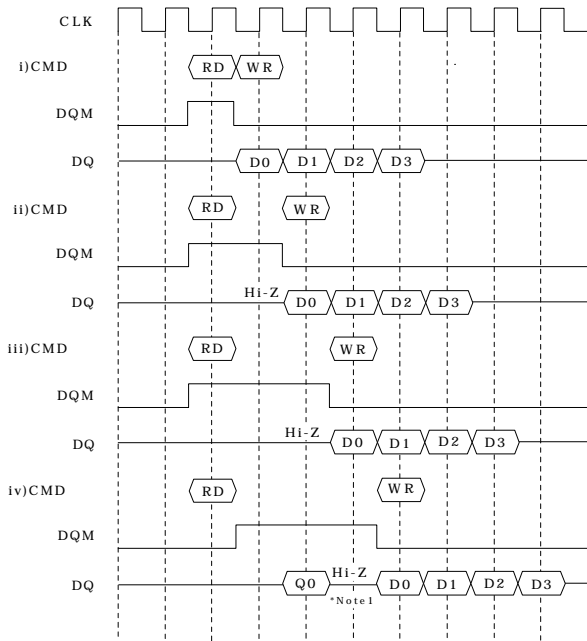 CLK
i)CMD RD WR
DQM
DQ D0 D1 D2 D3
ii)CMD RD WR
DQM
DQ Hi-Z D0 D1 D2 D3
iii)CMD RD WR
DQM
DQ Hi-Z D0 D1 D2 D3
iv)CMD RD WR
DQM
DQ Q0 Hi-Z D0 D1 D2 D3
*Note1